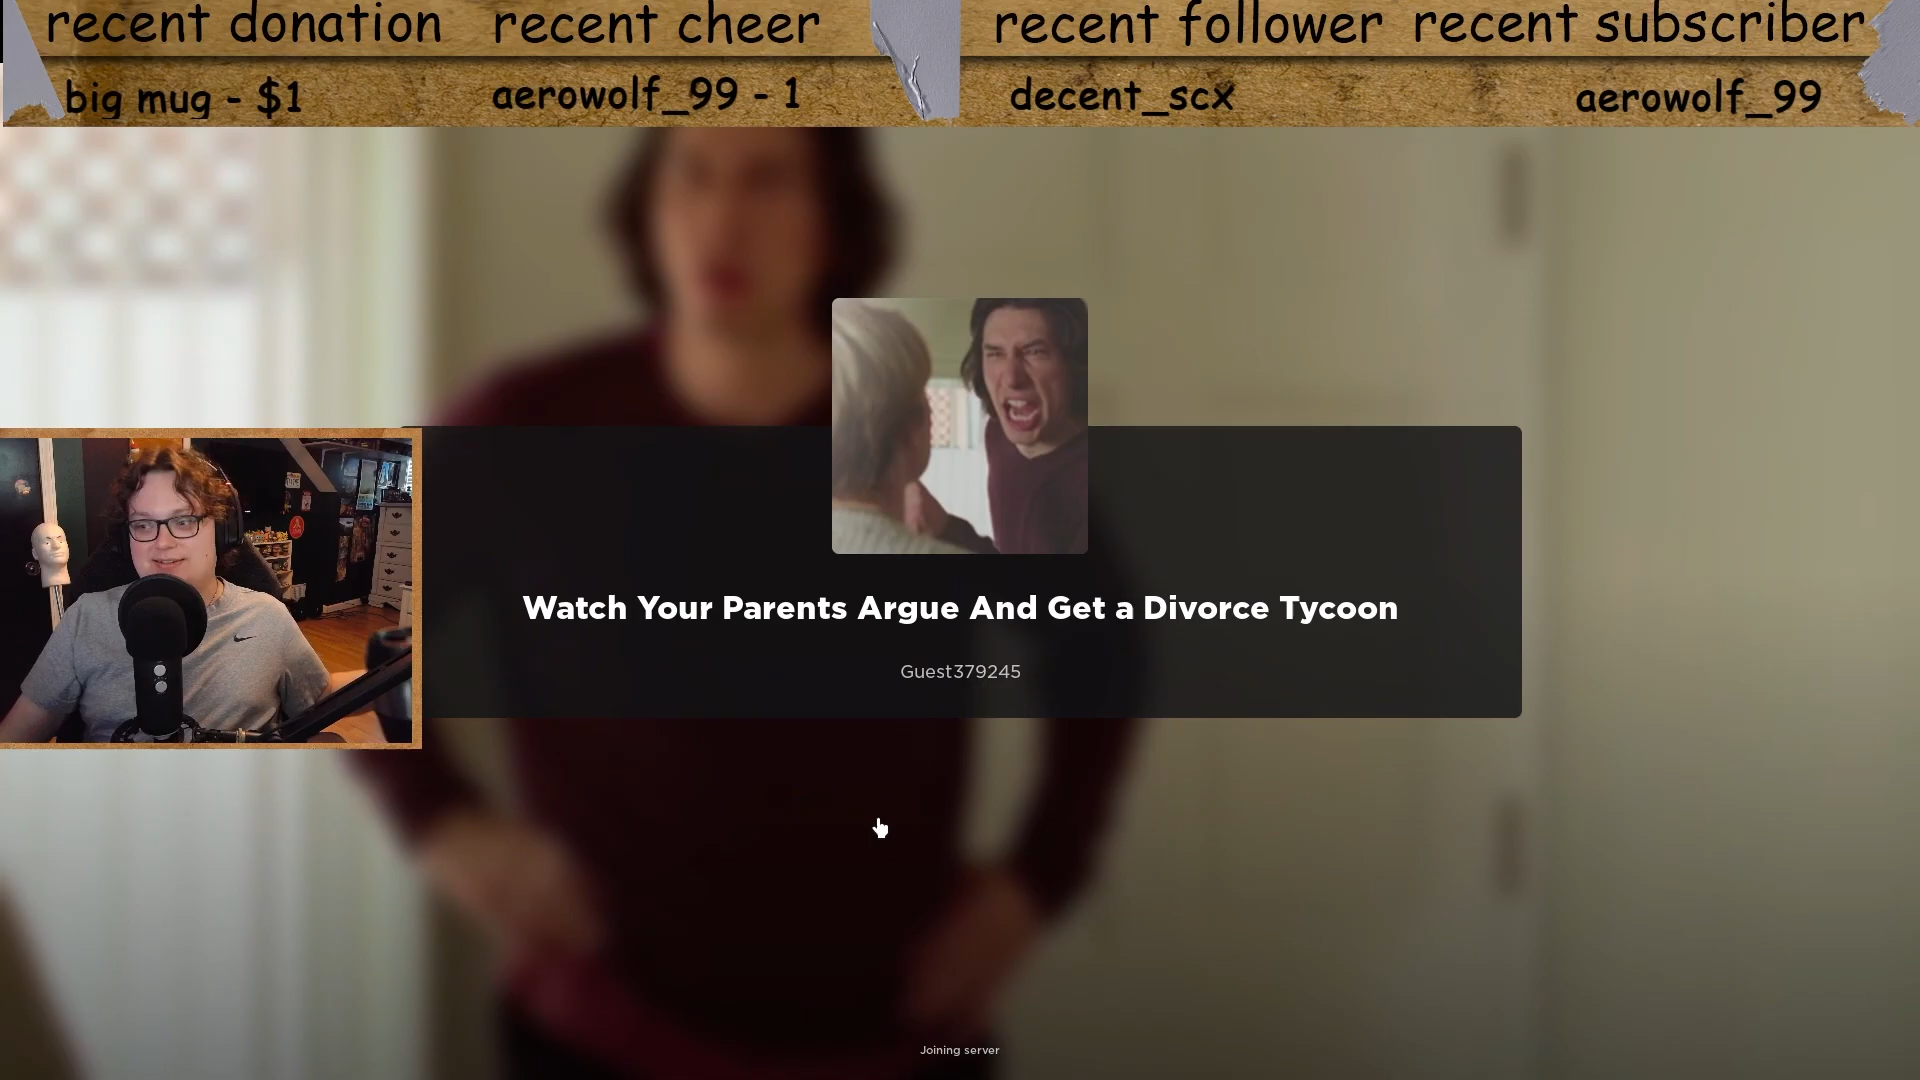 recent donation
recent cheer
recent follower
recent subscriber
big mug - $1
aerowolf_99 - 1
decent_scx
aerowolf_99
Watch Your Parents Argue And Get a Divorce Tycoon
Guest379245
Joining server